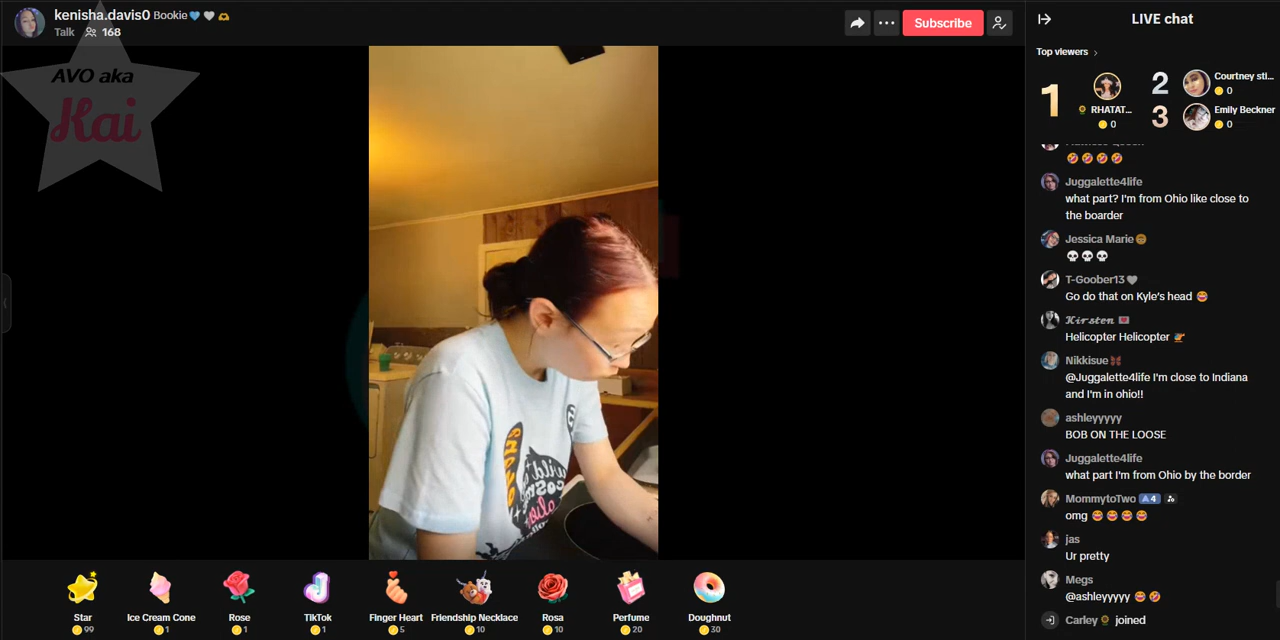 kenisha.davis0 Bookie
Talk 168
Subscribe
AVO aka
Kai
LIVE chat
Top viewers
1
RHATAT...
0
2
Courtney sti...
0
3
Emily Beckner
0
Juggalette4life
what part? I'm from Ohio like close to
the boarder
Jessica Marie
T-Goober13
Go do that on Kyle's head
Kirsten
Helicopter Helicopter
Nikkisue
@Juggalette4life I'm close to Indiana
and I'm in ohio!!
ashleyyyyy
BOB ON THE LOOSE
Juggalette4life
what part I'm from Ohio by the border
MommytoTwo 4
omg
jas
Ur pretty
Megs
@ashleyyyyy
Carley joined
Star
99
Ice Cream Cone
1
Rose
1
TikTok
1
Finger Heart
5
Friendship Necklace
10
Rosa
10
Perfume
20
Doughnut
30